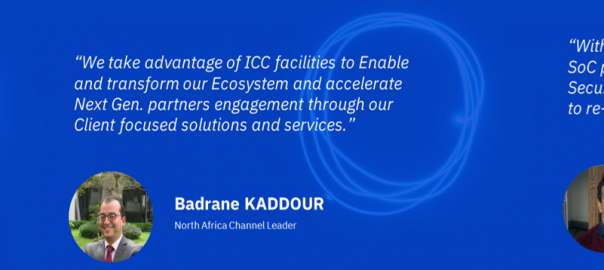 “We take advantage of ICC facilities to Enable
and transform our Ecosystem and accelerate
Next Gen. partners engagement through our
Client focused solutions and services.”
Badrane KADDOUR
North Africa Channel Leader
“With
SoC p
Secu
to re-